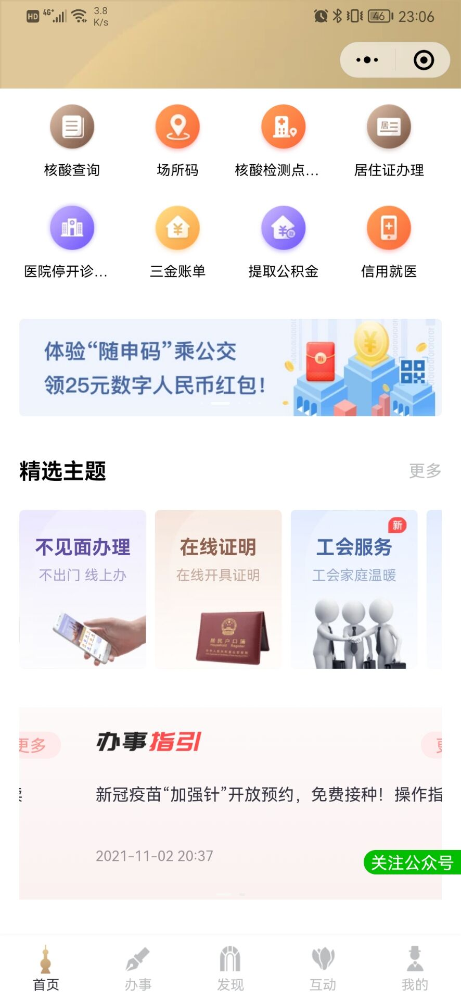 HD 4G+ 3.8 K/s 46 23:06
核酸查询 场所码 核酸检测点... 居住证办理
医院停开诊... 三金账单 提取公积金 信用就医
体验“随申码”乘公交
领25元数字人民币红包!
精选主题 更多
新
不见面办理 在线证明 工会服务
不出门 线上办 在线开具证明 工会家庭温暖
居民户口簿
Household Register
更多 办事指引
新冠疫苗“加强针”开放预约，免费接种！操作指
2021-11-02 20:37
关注公众号
首页 办事 发现 互动 我的